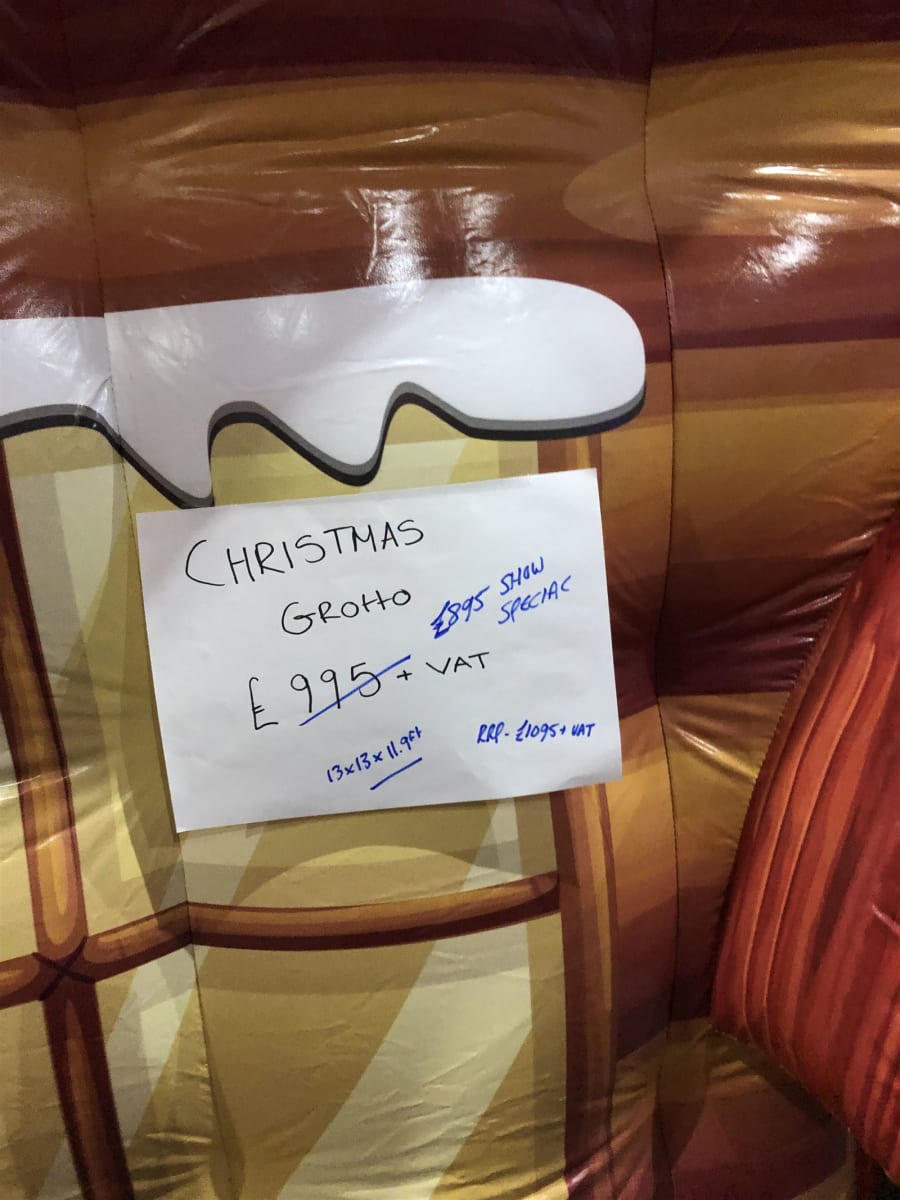 CHRISTMAS
GROTTO
£895 SHOW
SPECIAL
£995 + VAT
13x13x11.9ft
RRP- £1095+ VAT